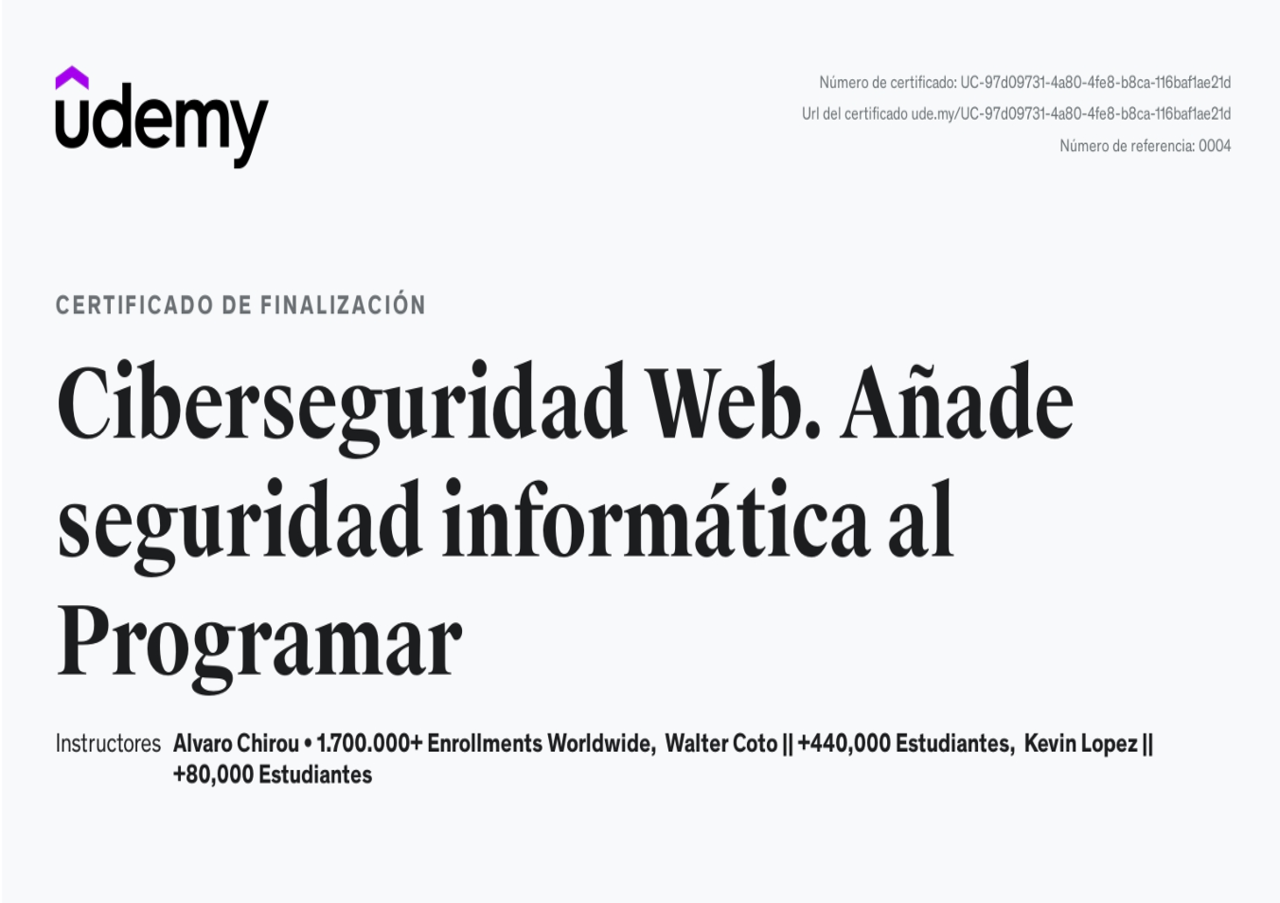 udemy
Número de certificado: UC-97d09731-4a80-4fe8-b8ca-116baf1ae21d
Url del certificado ude.my/UC-97d09731-4a80-4fe8-b8ca-116baf1ae21d
Número de referencia: 0004
CERTIFICADO DE FINALIZACIÓN
Ciberseguridad Web. Añade
seguridad informática al
Programar
Instructores Alvaro Chirou • 1.700.000+ Enrollments Worldwide, Walter Coto || +440,000 Estudiantes, Kevin Lopez ||
+80,000 Estudiantes